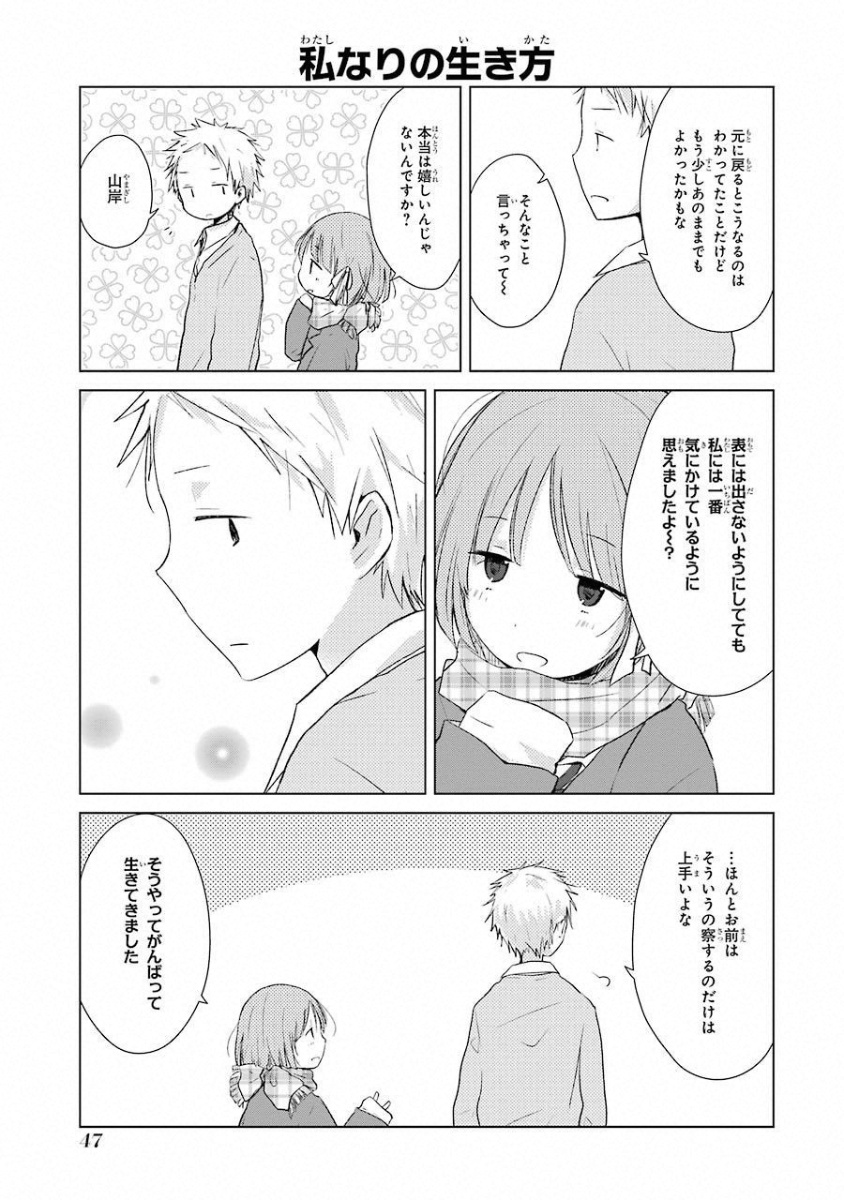 私なりの生き方
元に戻るとこうなるのは
わかってたことだけど
もう少しあのままでも
よかったかもな
そんなこと
言っちゃって〜
本当は嬉しいんじゃ
ないんですか?
山岸
表には出さないようにしてても
私には一番
気にかけているように
思えましたよ〜?
…ほんとお前は
そういうの察するのだけは
上手いよな
そうやってがんばって
生きてきました
47